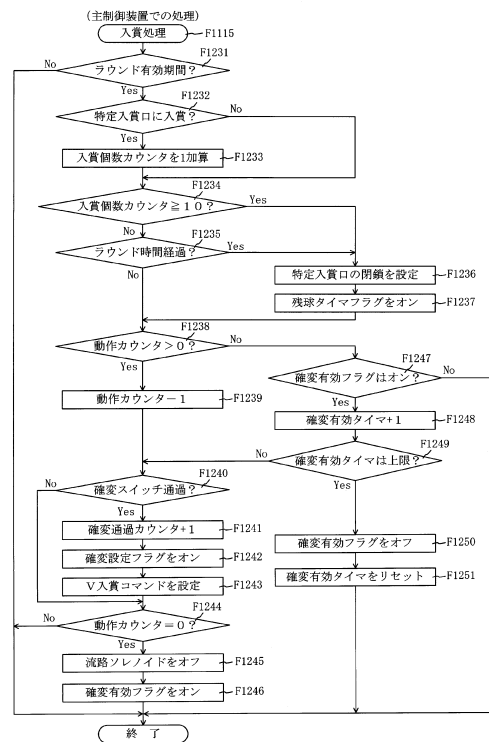 (主制御装置での処理)
入賞処理 F1115
F1231
No ラウンド有効期間?
Yes F1232
特定入賞口に入賞? No
Yes
入賞個数カウンタを1加算 F1233
F1234
入賞個数カウンタ≧10? Yes
No F1235
ラウンド時間経過? Yes
No
特定入賞口の閉鎖を設定 F1236
残球タイマフラグをオン F1237
F1238
動作カウンタ>0? No
Yes
F1247
確変有効フラグはオン? No
Yes
動作カウンター1 F1239
確変有効タイマ+1 F1248
F1249
No 確変有効タイマは上限?
Yes
F1240
確変スイッチ通過?
No
Yes
確変通過カウンタ+1 F1241
確変設定フラグをオン F1242
V入賞コマンドを設定 F1243
確変有効フラグをオフ F1250
確変有効タイマをリセット F1251
F1244
No 動作カウンタ=0?
Yes
流路ソレノイドをオフ F1245
確変有効フラグをオン F1246
終 了